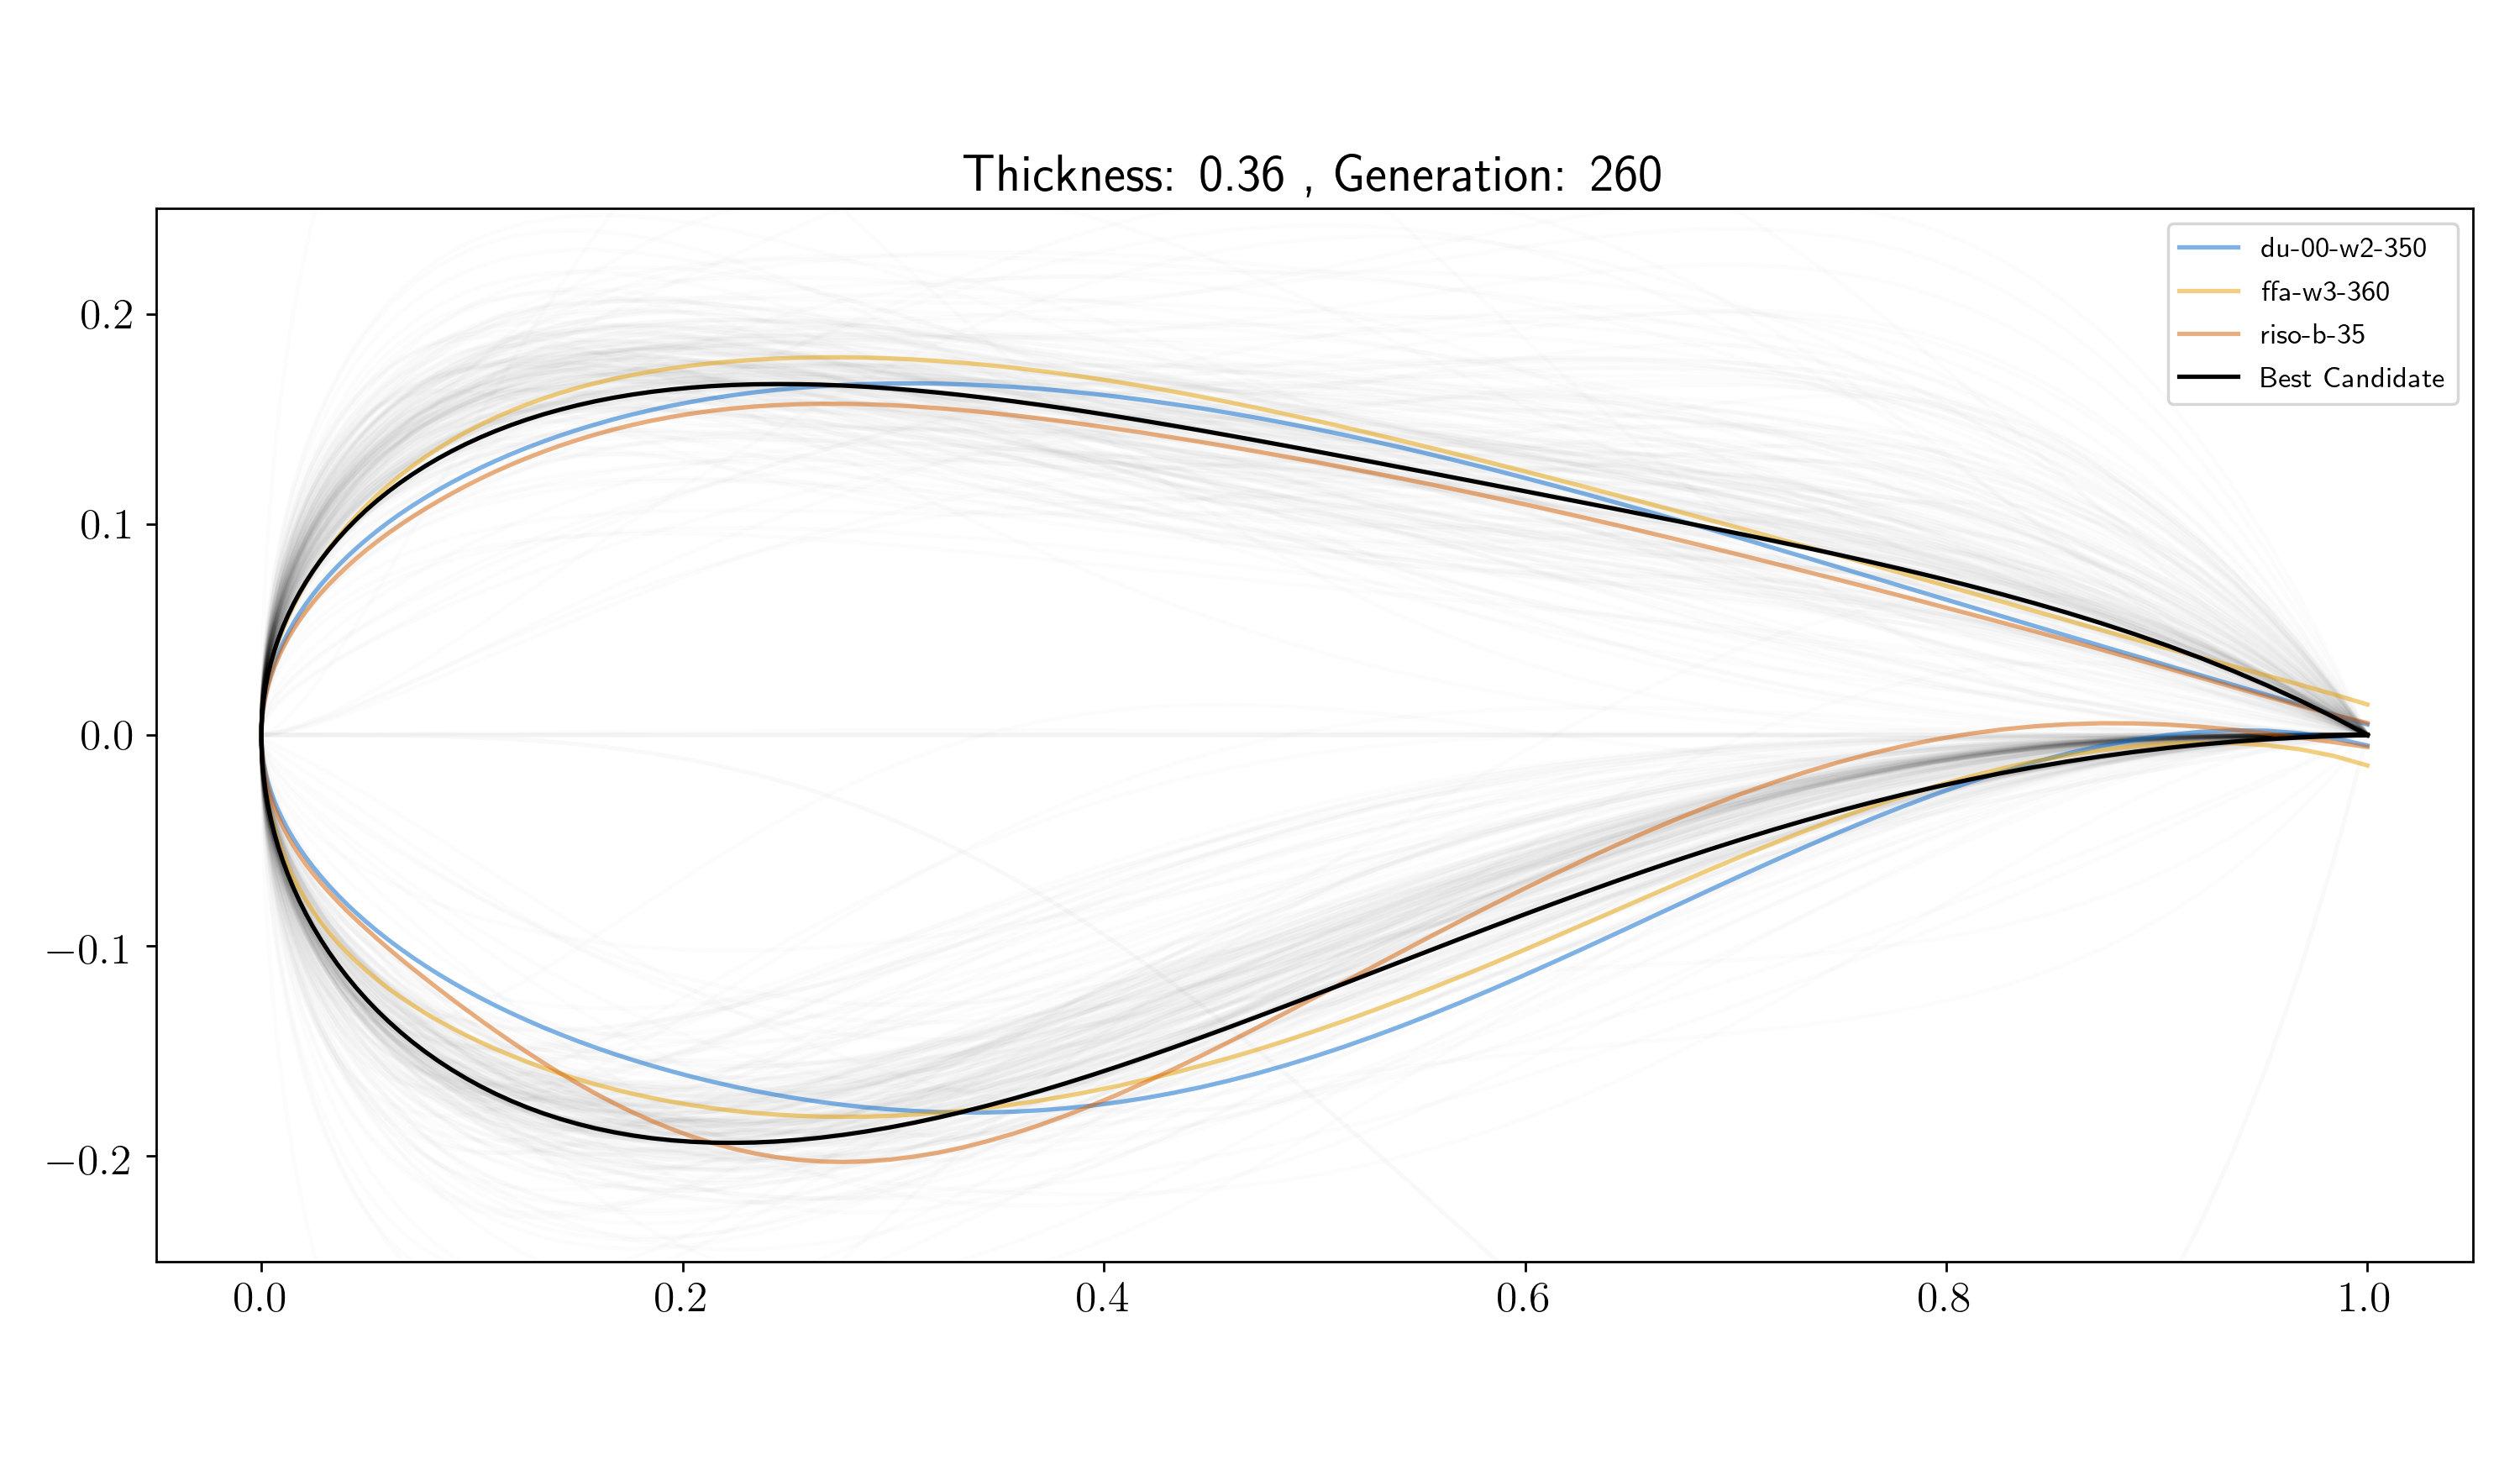 Thickness: 0.36 , Generation: 260
du-00-w2-350
ffa-w3-360
riso-b-35
Best Candidate
0.2
0.1
0.0
−0.1
−0.2
0.0 0.2 0.4 0.6 0.8 1.0